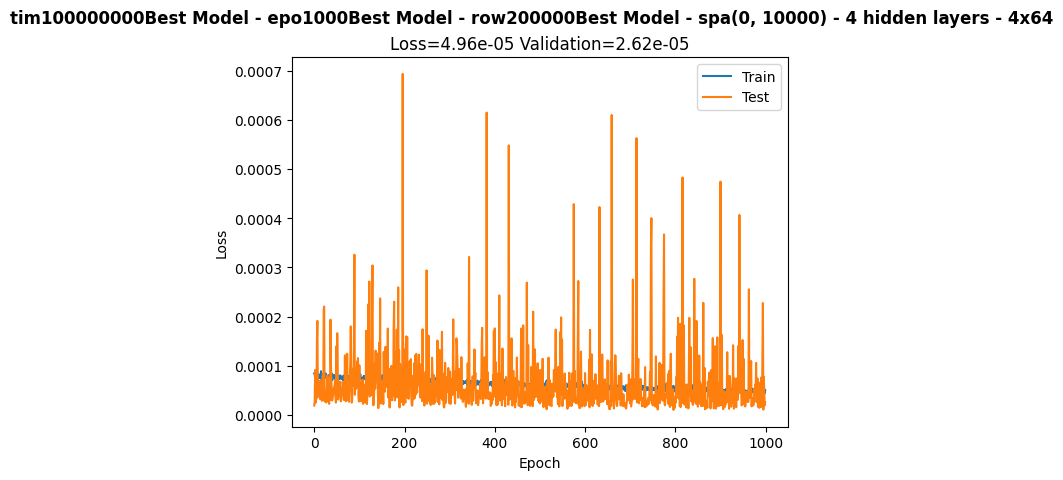 tim100000000Best Model - epo1000Best Model - row200000Best Model - spa(0, 10000) - 4 hidden layers - 4x64
Loss=4.96e-05 Validation=2.62e-05
Train
Test
0.0007
0.0006
0.0005
0.0004
0.0003
0.0002
0.0001
0.0000
Loss
0 200 400 600 800 1000
Epoch